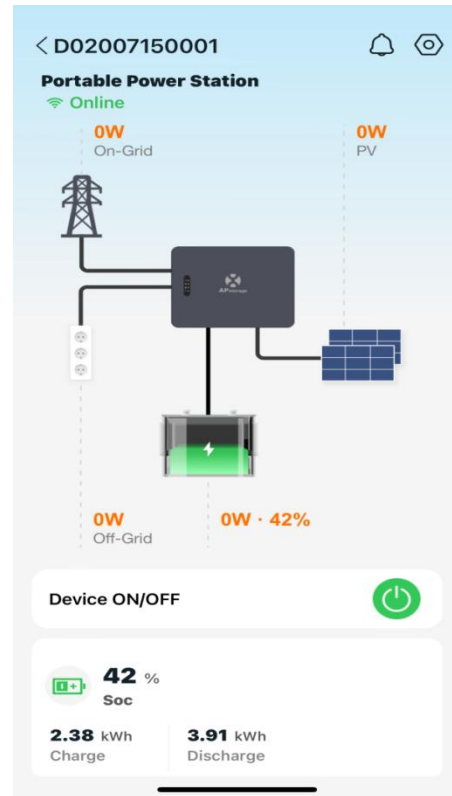 D02007150001
Portable Power Station
Online
0W
On-Grid
0W
PV
APstorage
0W
Off-Grid
0W · 42%
Device ON/OFF
42 %
Soc
2.38 kWh
Charge
3.91 kWh
Discharge